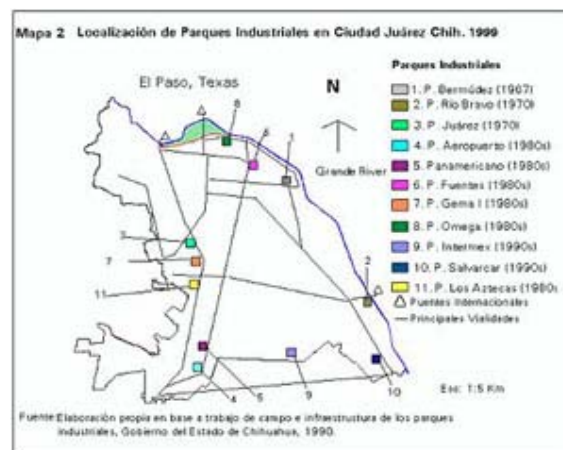 Mapa 2 Localización de Parques Industriales en Ciudad Juárez Chih. 1999
El Paso, Texas
N
Grande River
Parques Industriales
1. P. Bermúdez (1967)
2. P. Río Bravo (1970)
3. P. Juárez (1970)
4. P. Aeropuerto (1980s)
5. Panamericano (1980s)
6. P. Fuentes (1980s)
7. P. Gema I (1980s)
8. P. Omega (1980s)
9. P. Intermex (1990s)
10. P. Salvarcar (1990s)
11. P. Los Aztecas (1980s
Puentes Internacionales
Principales Vialidades
8
6
1
3
7
11
2
4
5
9
10
Esc: 1:5 Km
Fuente: Elaboración propia en base a trabajo de campo e infraestructura de los parques
industriales, Gobierno del Estado de Chihuahua, 1990.